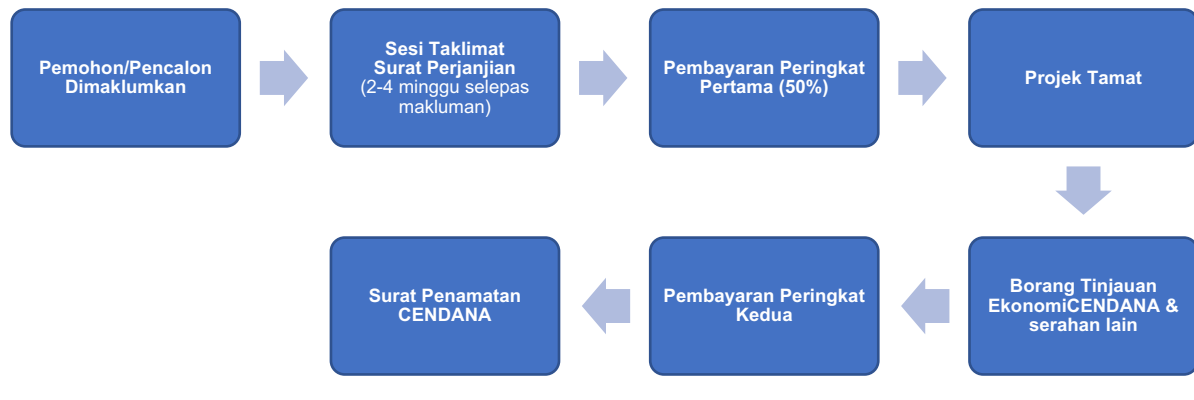 Pemohon/Pencalon
Dimaklumkan
Sesi Taklimat
Surat Perjanjian
(2-4 minggu selepas
makluman)
Pembayaran Peringkat
Pertama (50%)
Projek Tamat
Borang Tinjauan
EkonomiCENDANA &
serahan lain
Pembayaran Peringkat
Kedua
Surat Penamatan
CENDANA